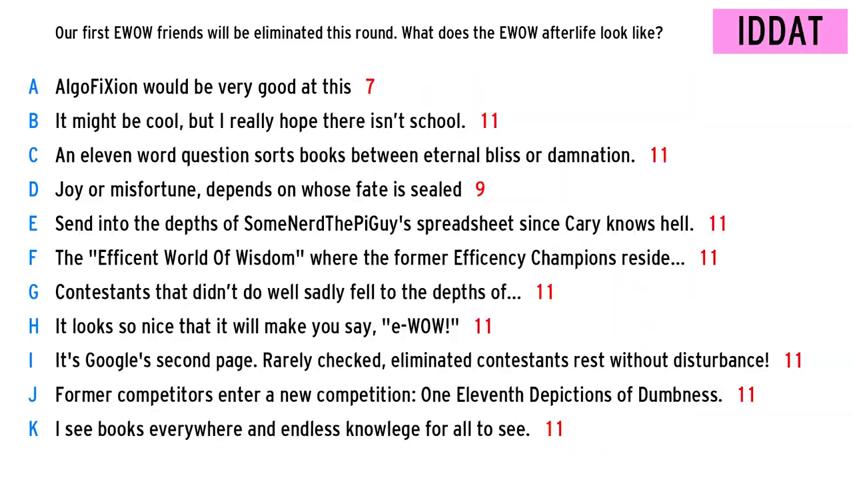 Our first EWOW friends will be eliminated this round. What does the EWOW afterlife look like?
IDDAT
A AlgoFiXion would be very good at this 7
B It might be cool, but I really hope there isn't school. 11
C An eleven word question sorts books between eternal bliss or damnation. 11
D Joy or misfortune, depends on whose fate is sealed 9
E Send into the depths of SomeNerdThePiGuy's spreadsheet since Cary knows hell. 11
F The "Efficent World Of Wisdom" where the former Efficency Champions reside... 11
G Contestants that didn't do well sadly fell to the depths of... 11
H It looks so nice that it will make you say, "e-WOW!" 11
I It's Google's second page. Rarely checked, eliminated contestants rest without disturbance! 11
J Former competitors enter a new competition: One Eleventh Depictions of Dumbness. 11
K I see books everywhere and endless knowlege for all to see. 11